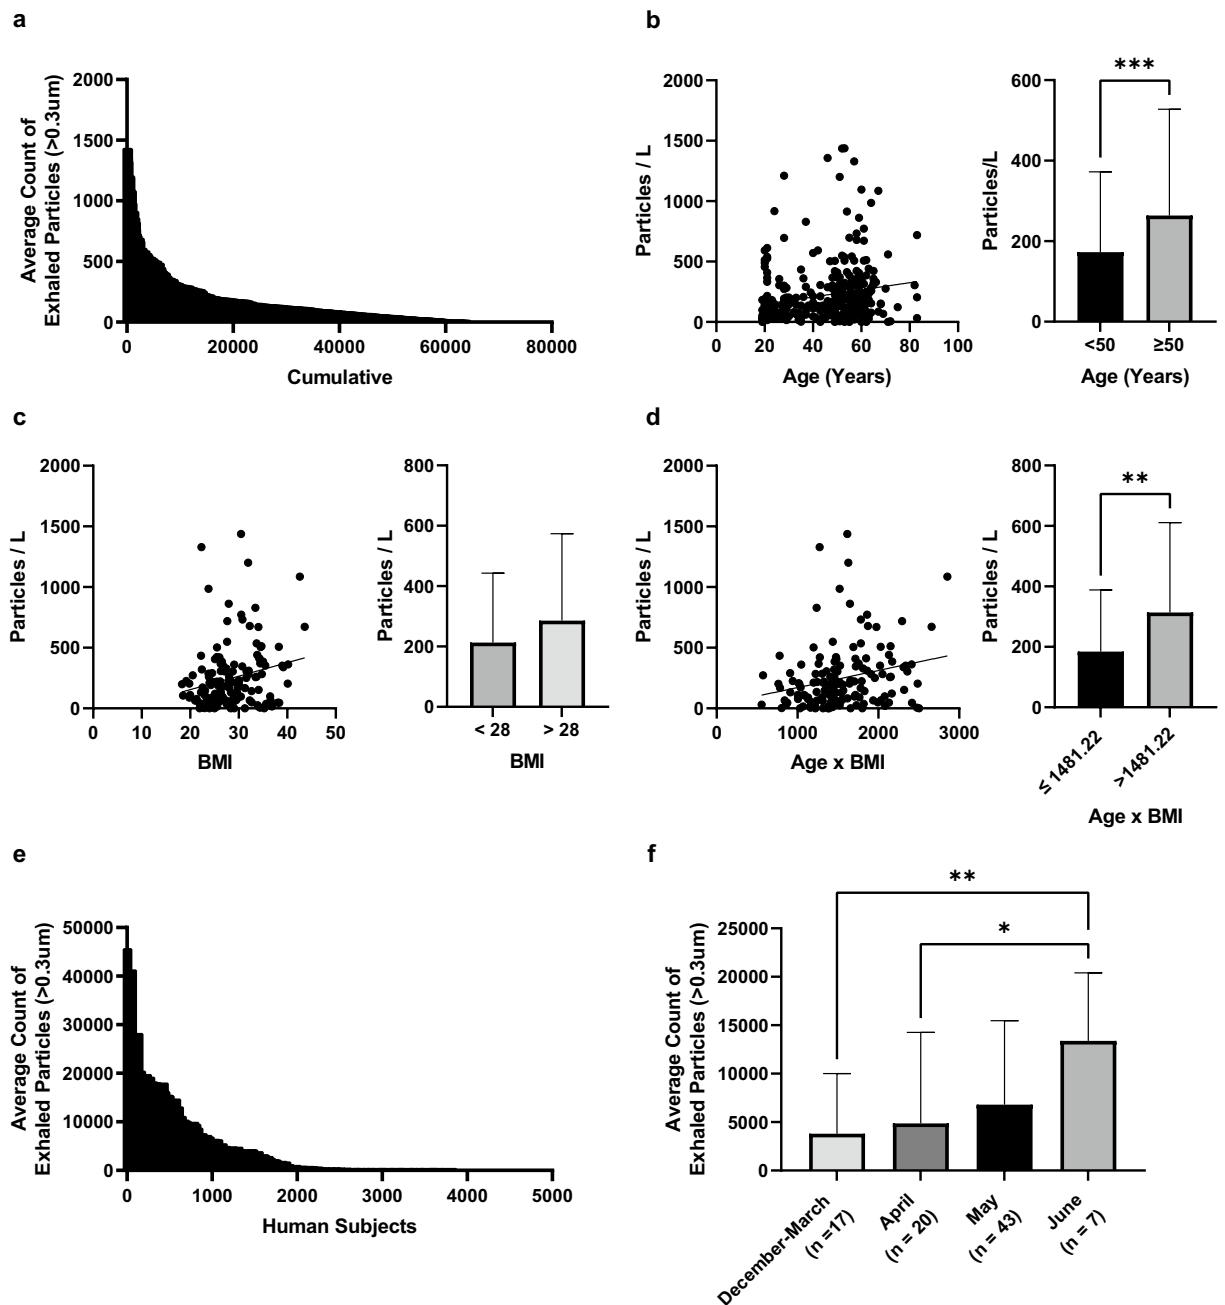 a
Average Count of
Exhaled Particles (>0.3um)
2000
1500
1000
500
0
0 20000 40000 60000 80000
Cumulative
b
Particles / L
2000
1500
1000
500
0
0 20 40 60 80 100
Age (Years)
Particles/L
600
400
200
0
***
<50 ≥50
Age (Years)
c
Particles / L
2000
1500
1000
500
0
0 10 20 30 40 50
BMI
Particles / L
800
600
400
200
0
< 28 > 28
BMI
d
Particles / L
2000
1500
1000
500
0
0 1000 2000 3000
Age x BMI
Particles / L
800
600
400
200
0
**
≤ 1481.22 >1481.22
Age x BMI
e
Average Count of
Exhaled Particles (>0.3um)
50000
40000
30000
20000
10000
0
0 1000 2000 3000 4000 5000
Human Subjects
f
Average Count of
Exhaled Particles (>0.3um)
25000
20000
15000
10000
5000
0
**
*
December-March
(n =17)
April
(n = 20)
May
(n = 43)
June
(n = 7)